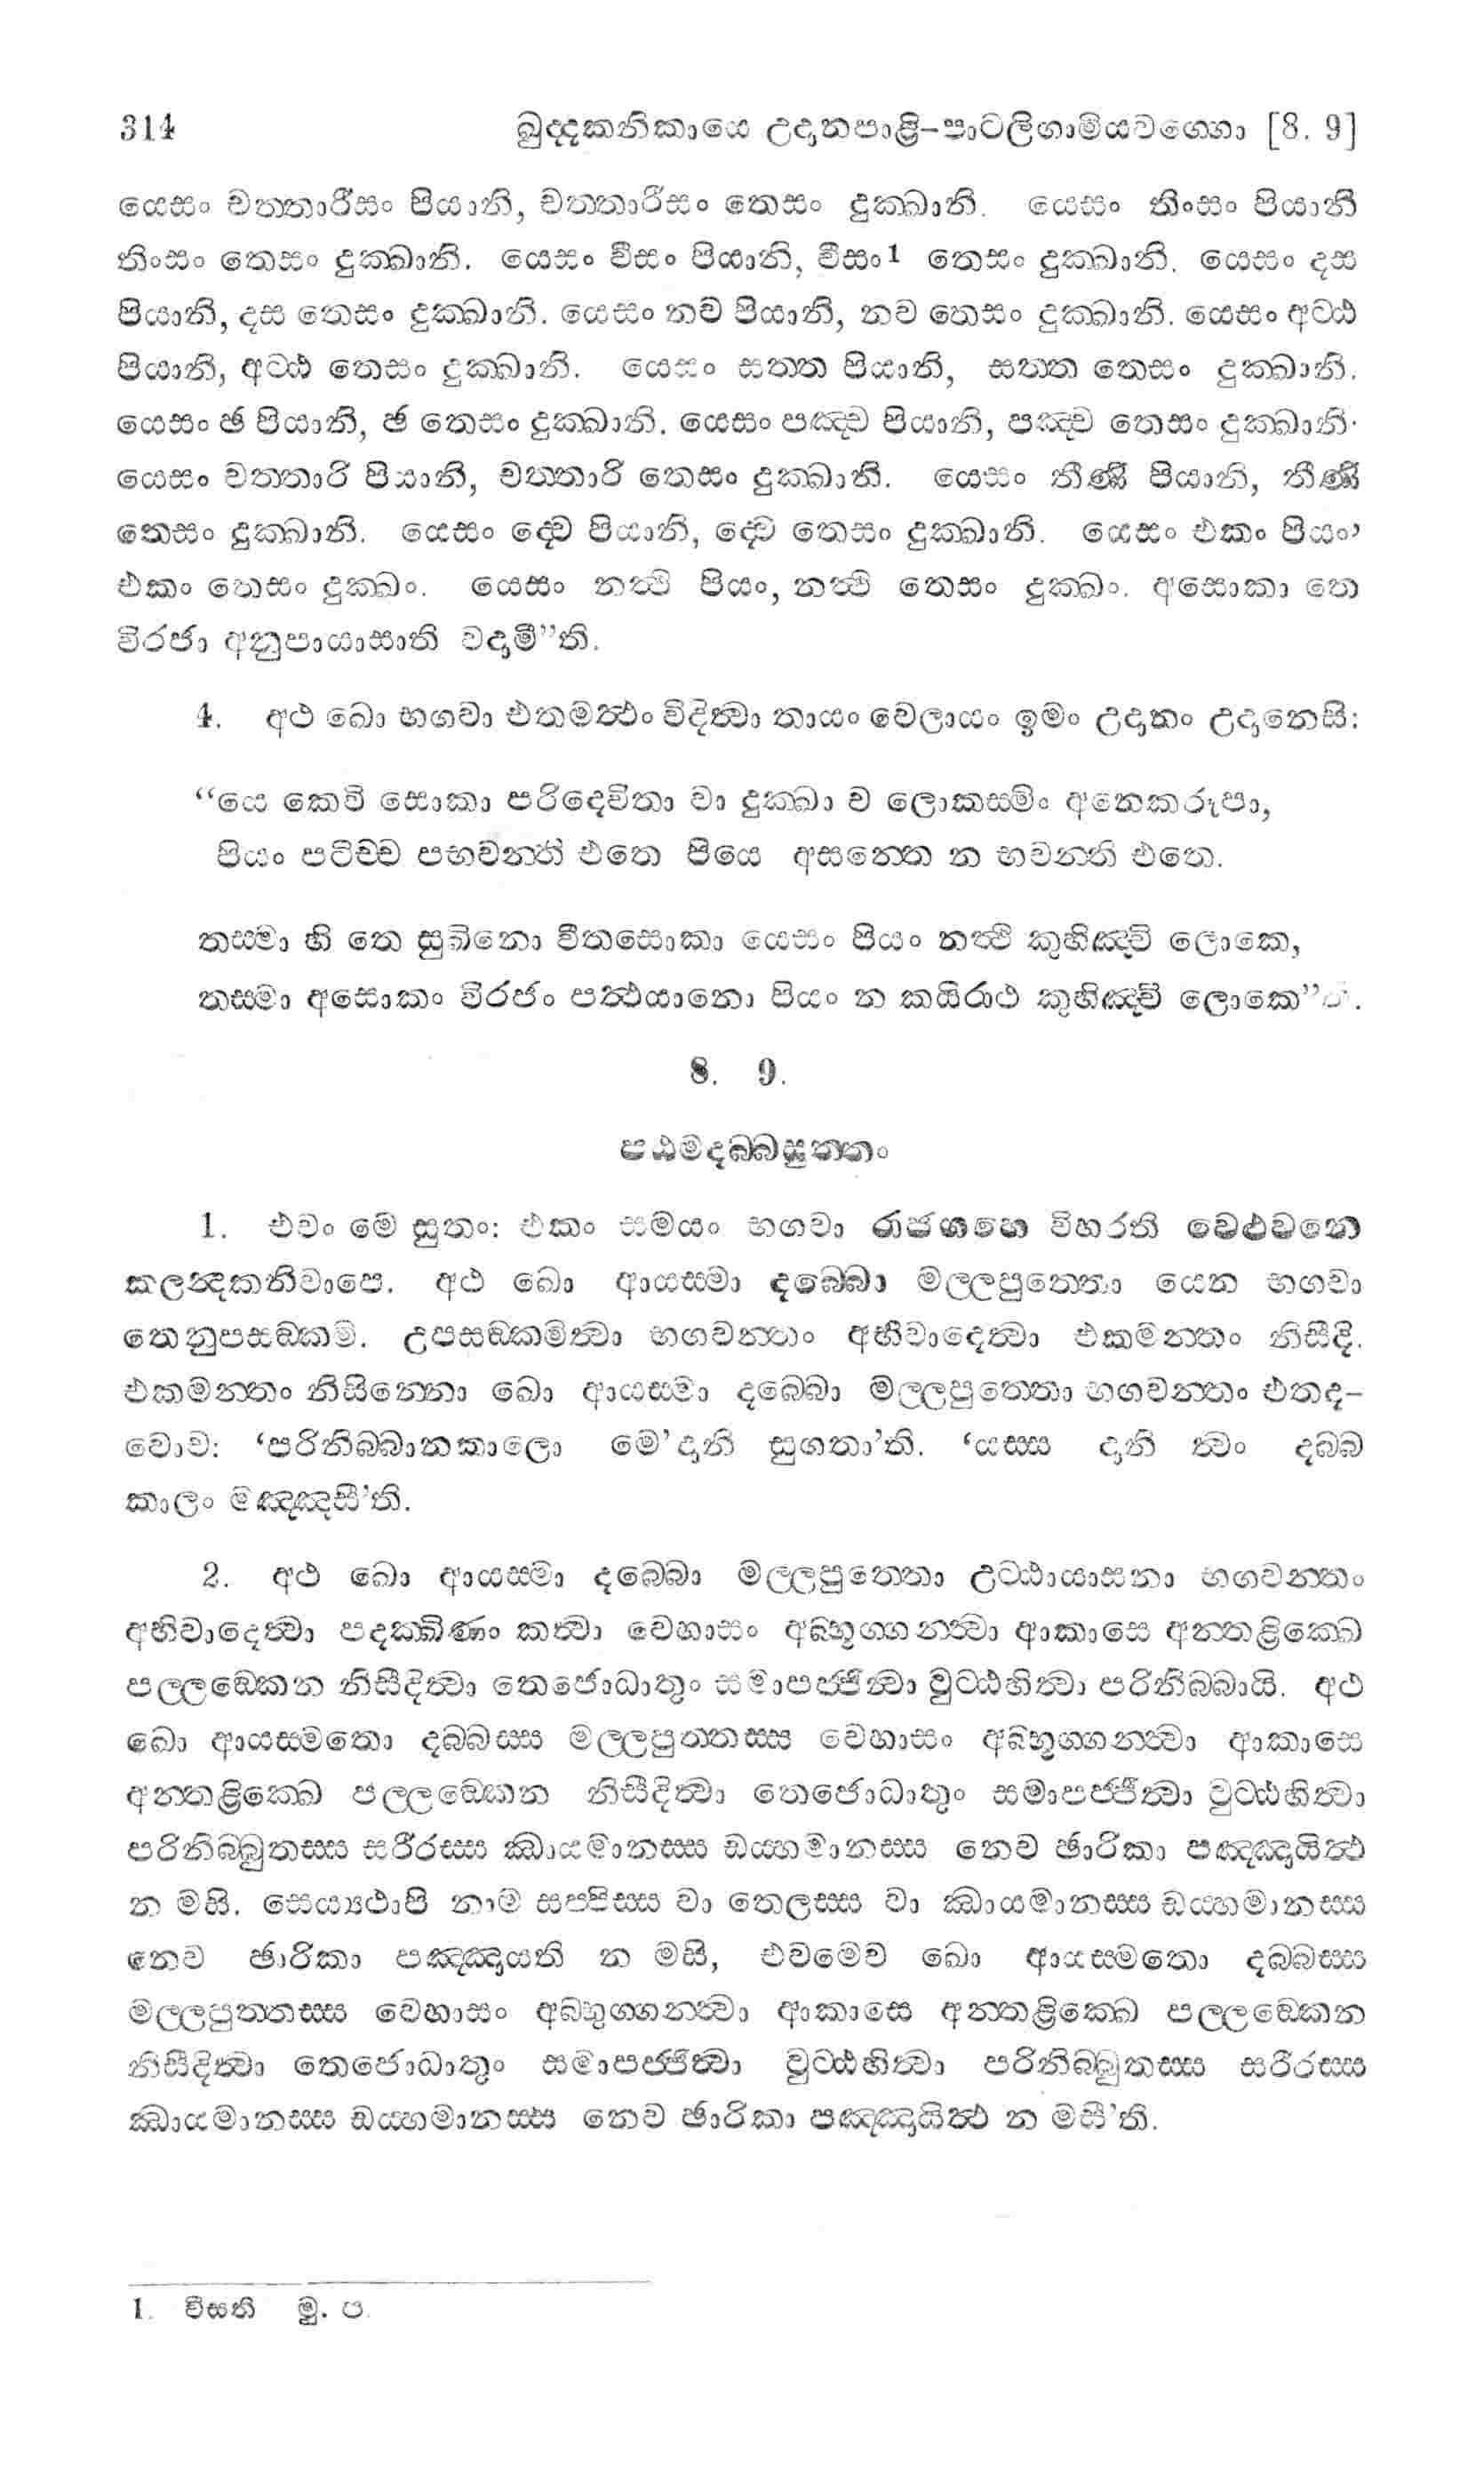 314 ඛුද්දකනිකායෙ උදානපාළි-පාටලිගාමියවග්ගො [8. 9]
යෙසං චත්තාරීසං පියානි, චත්තාරීසං තෙසං දුක්ඛානි. යෙසං තිංසං පියානි
තිංසං තෙසං දුක්ඛානි. යෙසං වීසං පියානි, වීසං1 තෙසං දුක්ඛානි. යෙසං දස
පියානි, දස තෙසං දුක්ඛානි. යෙසං නව පියානි, නව තෙසං දුක්ඛානි. යෙසං අට්ඨ
පියානි, අට්ඨ තෙසං දුක්ඛානි. යෙසං සත්ත පියානි, සත්ත තෙසං දුක්ඛානි.
යෙසං ඡ පියානි, ඡ තෙසං දුක්ඛානි. යෙසං පඤ්ච පියානි, පඤ්ච තෙසං දුක්ඛානි.
යෙසං චත්තාරි පියානි, චත්තාරි තෙසං දුක්ඛානි. යෙසං තීණි පියානි, තීණි
තෙසං දුක්ඛානි. යෙසං ද්වෙ පියානි, ද්වෙ තෙසං දුක්ඛානි. යෙසං එකං පියං,
එකං තෙසං දුක්ඛං. යෙසං නත්ථි පියං, නත්ථි තෙසං දුක්ඛං. අසොකා තෙ
විරජා අනුපායාසාති වදාමී”ති.
4. අථ ඛො භගවා එතමත්ථං විදිත්වා තායං වෙලායං ඉමං උදානං උදානෙසි:
“යෙ කෙචි සොකා පරිදෙවිතා වා දුක්ඛා ච ලොකස්මිං අනෙකරූපා,
පියං පටිච්ච පභවන්ති එතෙ පියෙ අසන්තෙ න භවන්ති එතෙ.
තස්මා හි තෙ සුඛිනො වීතසොකා යෙසං පියං නත්ථි කුහිඤ්චි ලොකෙ,
තස්මා අසොකං විරජං පත්ථයානො පියං න කයිරාථ කුහිඤ්චි ලොකෙ”ති.
8. 9.
පඨමදබ්බසුත්තං
1. එවං මෙ සුතං: එකං සමයං භගවා රාජගහෙ විහරති වෙළුවනෙ
කලන්දකනිවාපෙ. අථ ඛො ආයස්මා දබ්බො මල්ලපුත්තො යෙන භගවා
තෙනුපසඞ්කමි. උපසඞ්කමිත්වා භගවන්තං අභිවාදෙත්වා එකමන්තං නිසීදි.
එකමන්තං නිසින්නො ඛො ආයස්මා දබ්බො මල්ලපුත්තො භගවන්තං එතද-
වොච: ‘පරිනිබ්බානකාලො මෙ’දානි සුගතා’ති. ‘යස්ස දානි ත්වං දබ්බ
කාලං මඤ්ඤසී’ති.
2. අථ ඛො ආයස්මා දබ්බො මල්ලපුත්තො උට්ඨායාසනා භගවන්තං
අභිවාදෙත්වා පදක්ඛිණං කත්වා වෙහාසං අබ්භුග්ගන්ත්වා ආකාසෙ අන්තළික්ඛෙ
පල්ලඞ්කෙන නිසීදිත්වා තෙජොධාතුං සමාපජ්ජිත්වා වුට්ඨහිත්වා පරිනිබ්බායි. අථ
ඛො ආයස්මතො දබ්බස්ස මල්ලපුත්තස්ස වෙහාසං අබ්භුග්ගන්ත්වා ආකාසෙ
අන්තළික්ඛෙ පල්ලඞ්කෙන නිසීදිත්වා තෙජොධාතුං සමාපජ්ජිත්වා වුට්ඨහිත්වා
පරිනිබ්බුතස්ස සරීරස්ස ඣායමානස්ස ඩය්හමානස්ස නෙව ඡාරිකා පඤ්ඤායිත්ථ
න මසි. සෙය්‍යථාපි නාම සප්පිස්ස වා තෙලස්ස වා ඣායමානස්ස ඩය්හමානස්ස
නෙව ඡාරිකා පඤ්ඤායති න මසි, එවමෙව ඛො ආයස්මතො දබ්බස්ස
මල්ලපුත්තස්ස වෙහාසං අබ්භුග්ගන්ත්වා ආකාසෙ අන්තළික්ඛෙ පල්ලඞ්කෙන
නිසීදිත්වා තෙජොධාතුං සමාපජ්ජිත්වා වුට්ඨහිත්වා පරිනිබ්බුතස්ස සරීරස්ස
ඣායමානස්ස ඩය්හමානස්ස නෙව ඡාරිකා පඤ්ඤායිත්ථ න මසී’ති.
1. වීසති මු. ප.